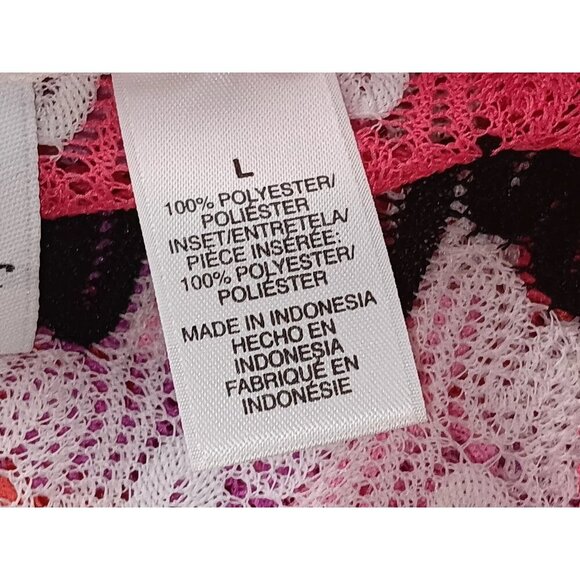 L
100% POLYESTER/
POLIÉSTER
INSET/ENTRETELA/
PIÈCE INSÉRÉE:
100% POLYESTER/
POLIÉSTER
MADE IN INDONESIA
HECHO EN
INDONESIA
FABRIQUÉ EN
INDONÉSIE